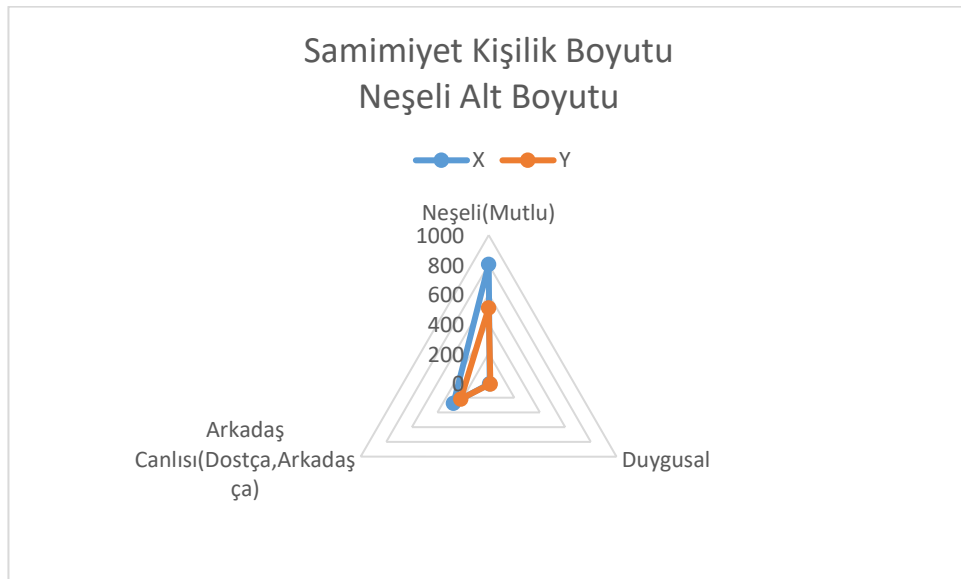 Samimiyet Kişilik Boyutu
Neşeli Alt Boyutu
X Y
Neşeli(Mutlu)
1000
800
600
400
200
0
Arkadaş
Canlısı(Dostça,Arkadaş
ça)
Duygusal